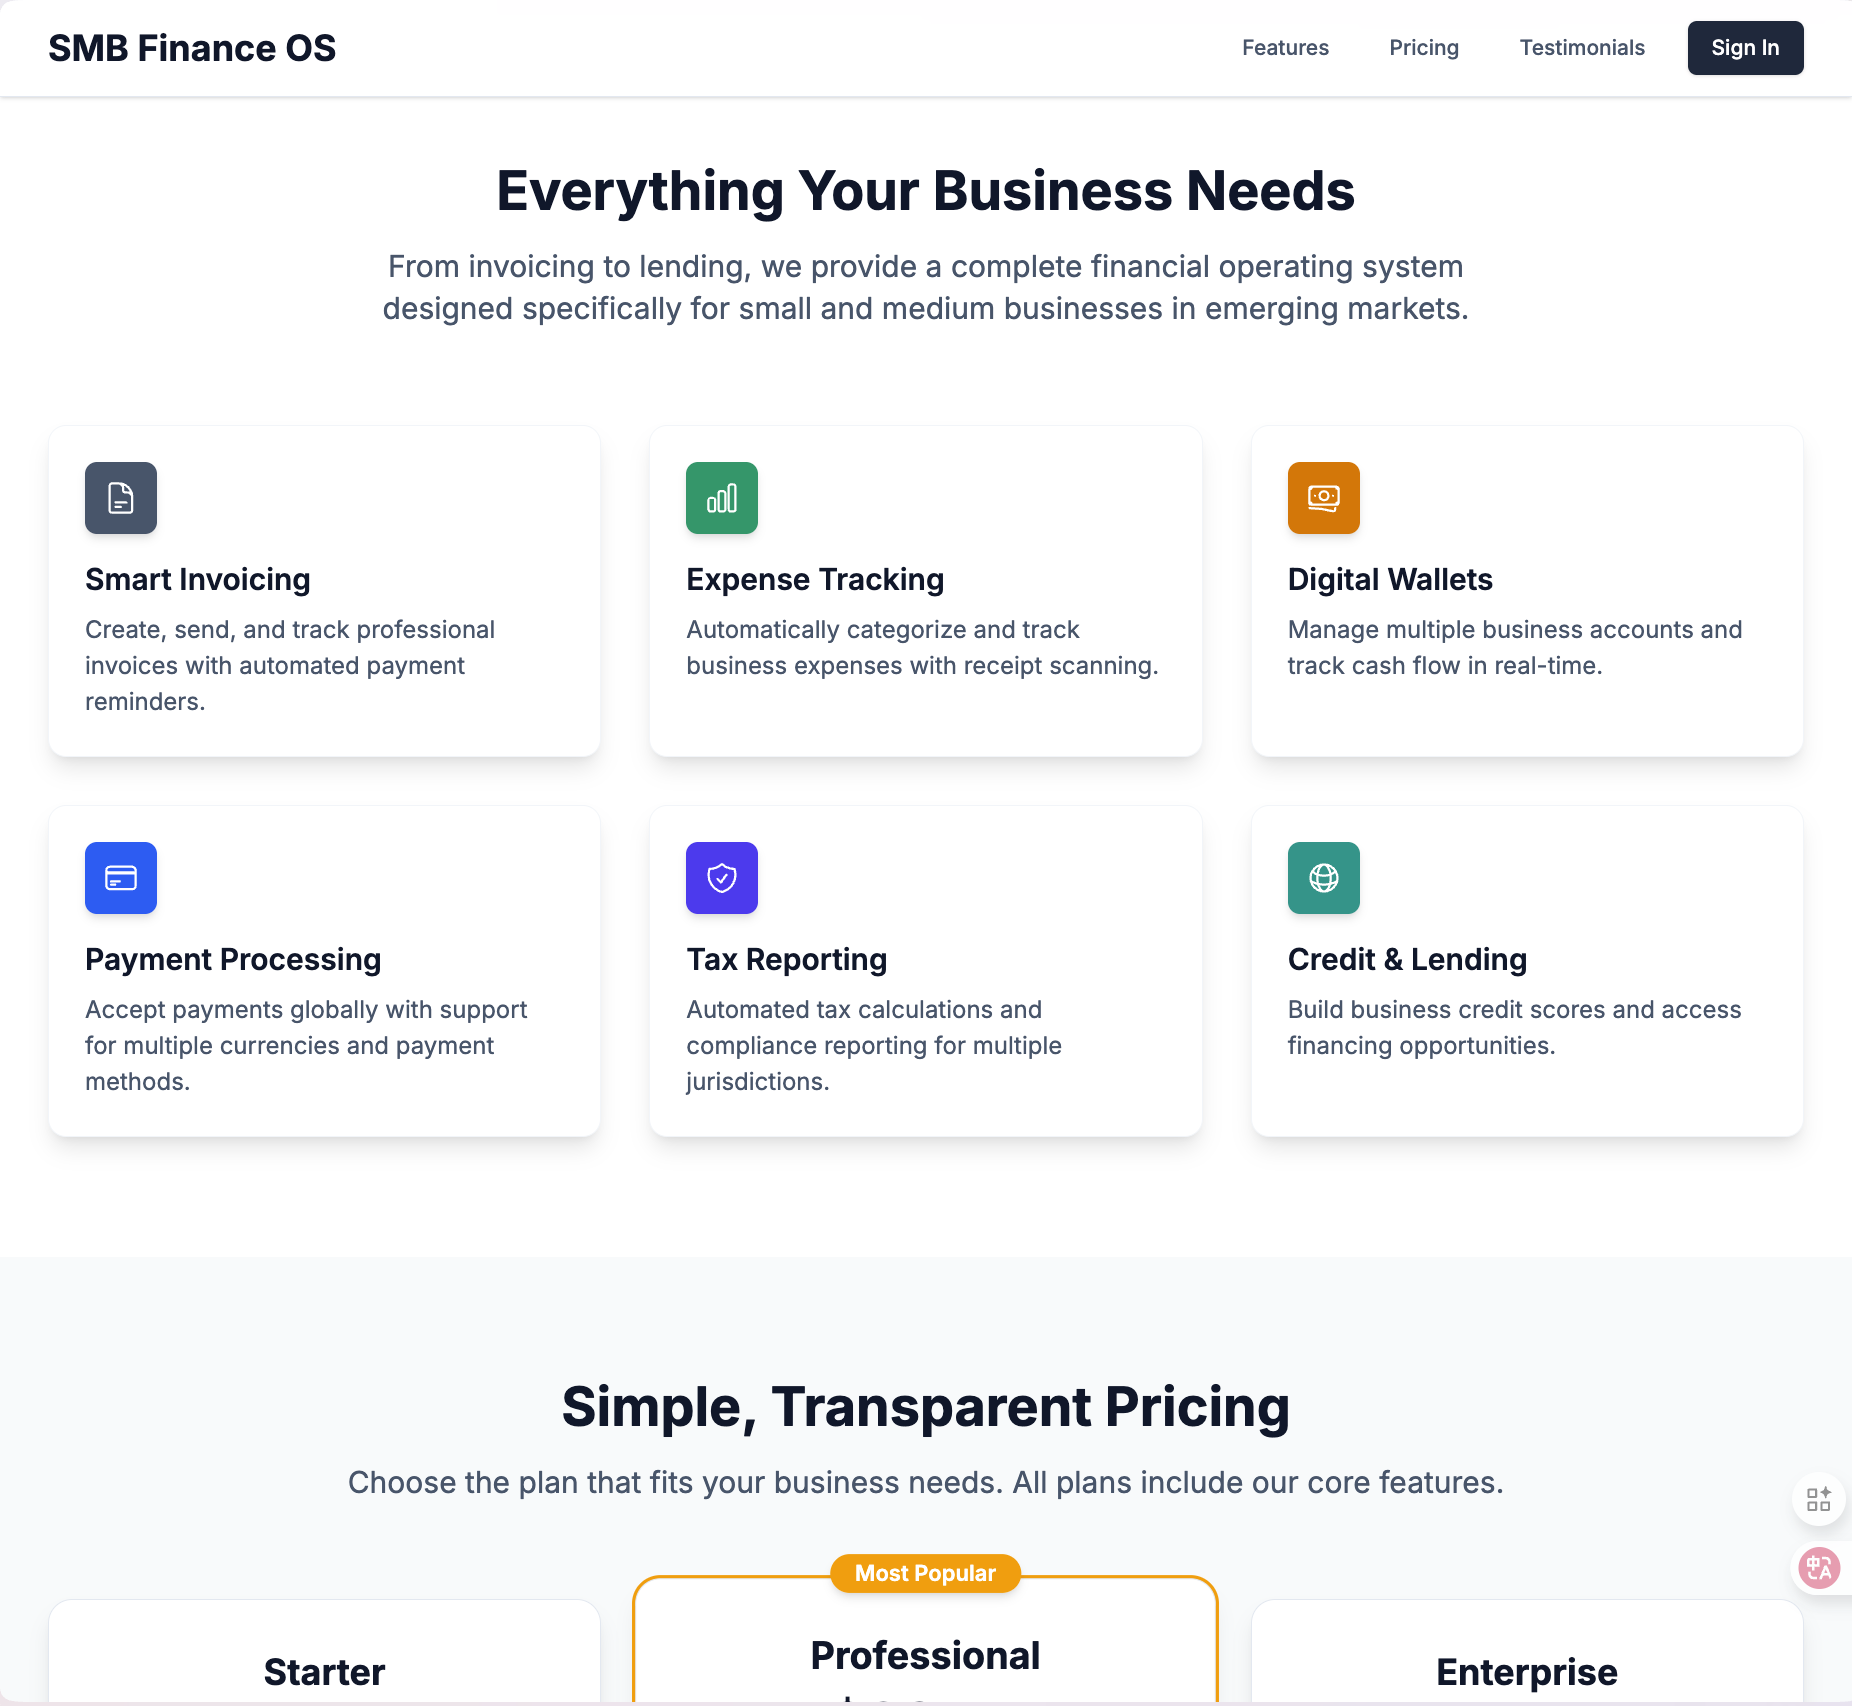 SMB Finance OS
Features
Pricing
Testimonials
Sign In
Everything Your Business Needs
From invoicing to lending, we provide a complete financial operating system
designed specifically for small and medium businesses in emerging markets.
Smart Invoicing
Create, send, and track professional
invoices with automated payment
reminders.
Expense Tracking
Automatically categorize and track
business expenses with receipt scanning.
Digital Wallets
Manage multiple business accounts and
track cash flow in real-time.
Payment Processing
Accept payments globally with support
for multiple currencies and payment
methods.
Tax Reporting
Automated tax calculations and
compliance reporting for multiple
jurisdictions.
Credit & Lending
Build business credit scores and access
financing opportunities.
Simple, Transparent Pricing
Choose the plan that fits your business needs. All plans include our core features.
Most Popular
Starter
Professional
Enterprise
中A